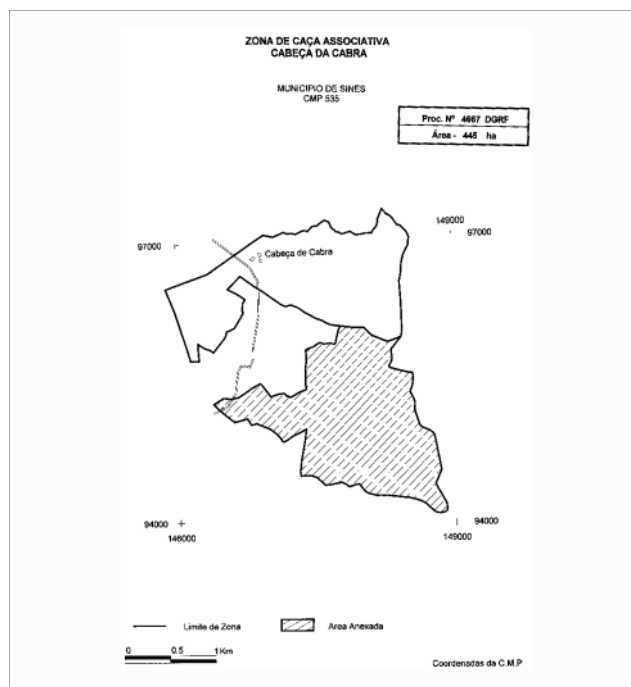 ZONA DE CAÇA ASSOCIATIVA
CABEÇA DA CABRA
MUNICIPIO DE SINES
CMP 535
Proc. Nº 4667 DGRF
Área - 445 ha
149000
97000
97000
Cabeça de Cabra
94000
146000
94000
149000
Limite de Zona
Area Anexada
0 0.5 1Km
Coordenadas da C.M.P